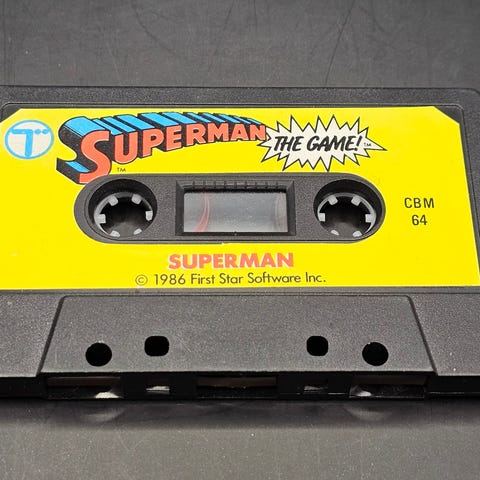 SUPERMAN THE GAME! TM
TM
CBM
64
SUPERMAN
© 1986 First Star Software Inc.